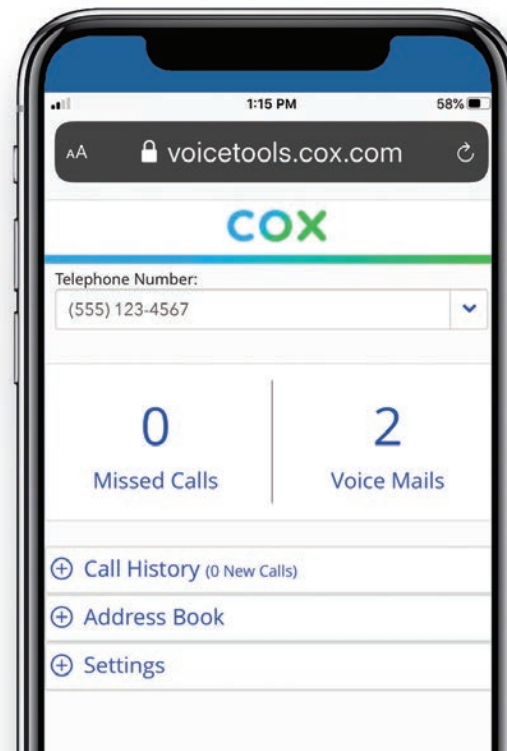 1:15 PM
58%
AA voicetools.cox.com
COX
Telephone Number:
(555) 123-4567
0
Missed Calls
2
Voice Mails
Call History (0 New Calls)
Address Book
Settings